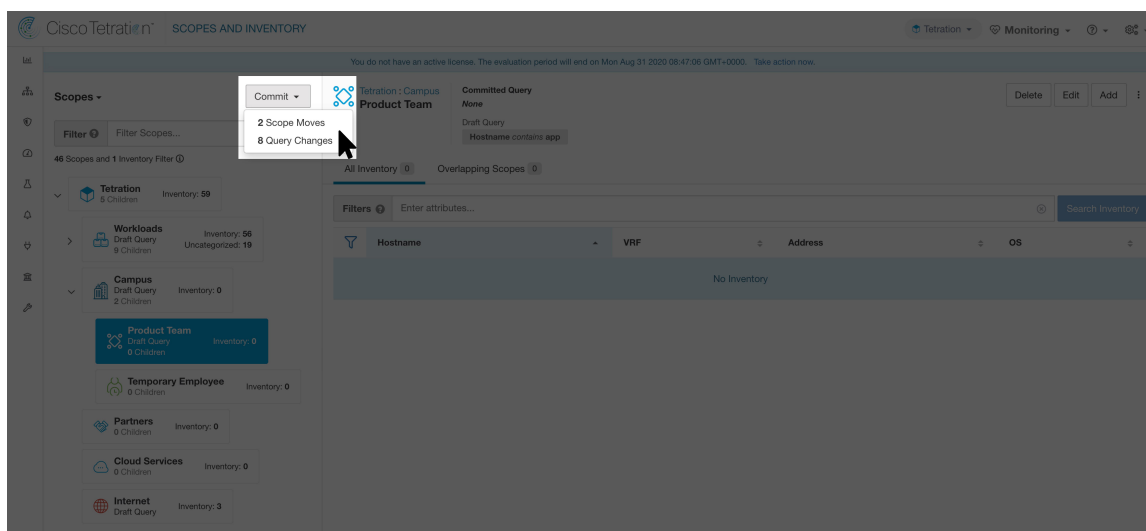 Cisco Tetration™ SCOPES AND INVENTORY
Tetration
Monitoring
You do not have an active license. The evaluation period will end on Mon Aug 31 2020 08:47:06 GMT+0000. Take action now.
Scopes
Commit
2 Scope Moves
8 Query Changes
Filter
Filter Scopes...
46 Scopes and 1 Inventory Filter
Tetration
5 Children
Inventory: 59
Workloads
Draft Query
9 Children
Inventory: 56
Uncategorized: 19
Campus
Draft Query
2 Children
Inventory: 0
Product Team
Draft Query
0 Children
Inventory: 0
Temporary Employee
0 Children
Inventory: 0
Partners
0 Children
Inventory: 0
Cloud Services
0 Children
Inventory: 0
Internet
Draft Query
Inventory: 3
Tetration : Campus
Product Team
Committed Query
None
Draft Query
Hostname contains app
Delete
Edit
Add
All Inventory 0
Overlapping Scopes 0
Filters
Enter attributes...
Search Inventory
Hostname
VRF
Address
OS
No Inventory